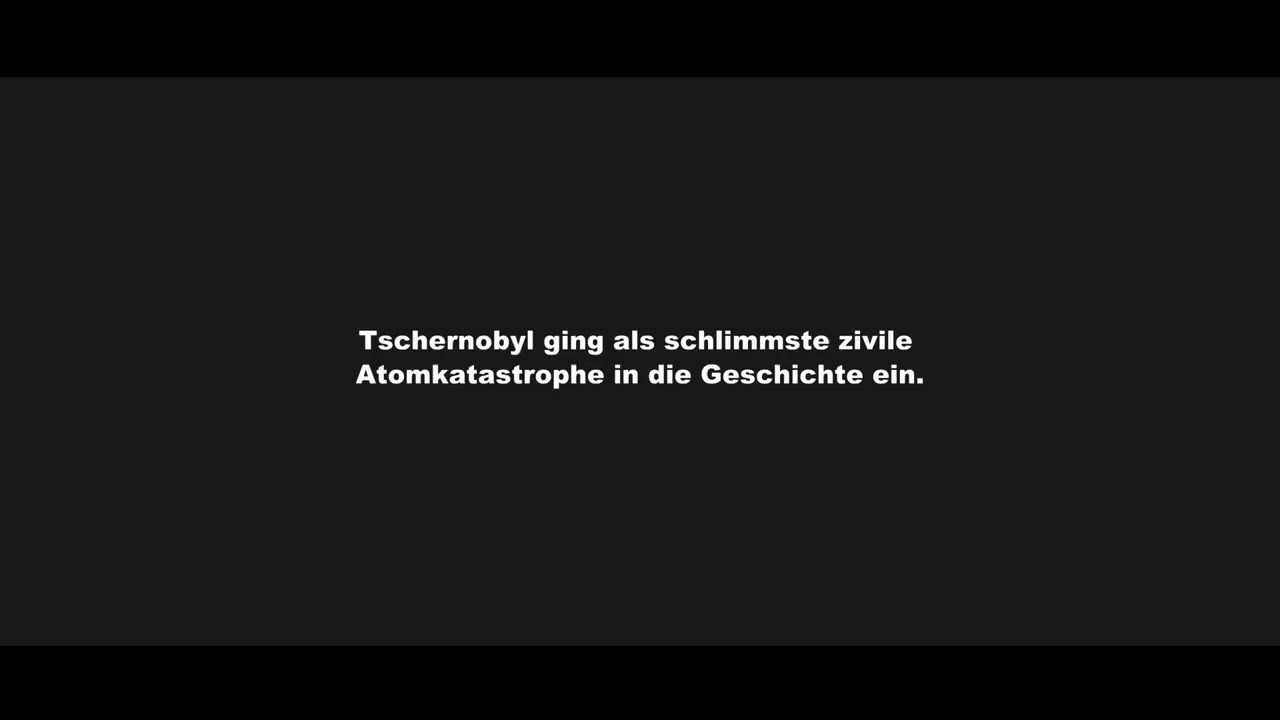 Tschernobyl ging als schlimmste zivile
Atomkatastrophe in die Geschichte ein.